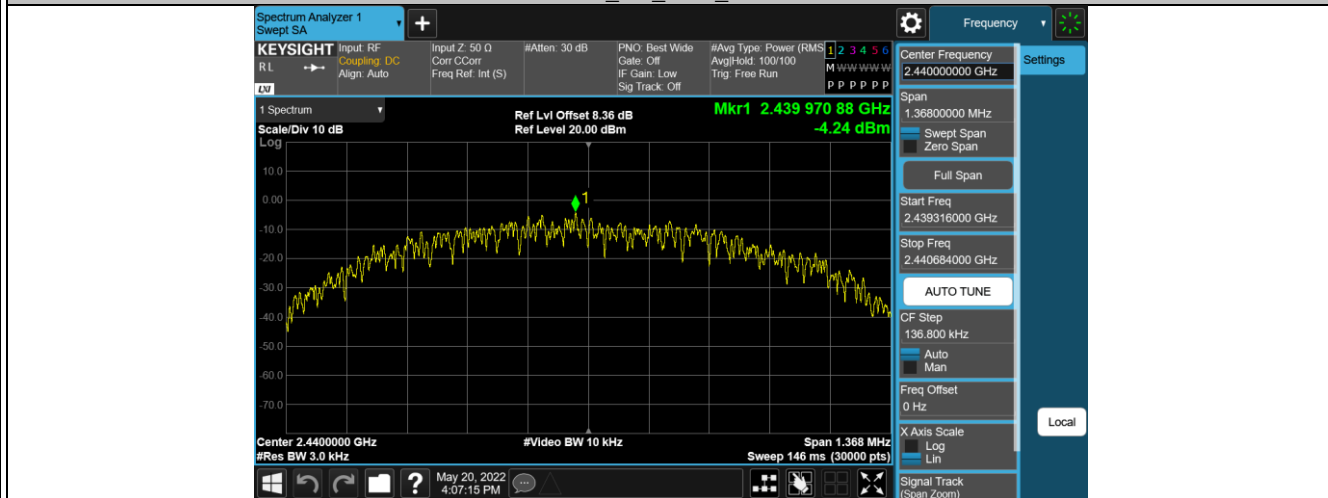 Spectrum Analyzer 1
Swept SA
Frequency
KEYSIGHT
Input: RF
Input Z: 50 Ω
#Atten: 30 dB
PNO: Best Wide
#Avg Type: Power (RMS
1 2 3 4 5 6
R L
Coupling: DC
Corr CCorr
Gate: Off
Avg|Hold: 100/100
M W W W W W
Align: Auto
Freq Ref: Int (S)
IF Gain: Low
Trig: Free Run
LXI
Sig Track: Off
P P P P P P
1 Spectrum
Ref Lvl Offset 8.36 dB
Mkr1 2.439 970 88 GHz
Scale/Div 10 dB
Ref Level 20.00 dBm
-4.24 dBm
Log
10.0
0.00
-10.0
-20.0
-30.0
-40.0
-50.0
-60.0
-70.0
1
Center 2.4400000 GHz
#Video BW 10 kHz
Span 1.368 MHz
#Res BW 3.0 kHz
Sweep 146 ms (30000 pts)
May 20, 2022
4:07:15 PM
Center Frequency
2.440000000 GHz
Settings
Span
1.36800000 MHz
Swept Span
Zero Span
Full Span
Start Freq
2.439316000 GHz
Stop Freq
2.440684000 GHz
AUTO TUNE
CF Step
136.800 kHz
Auto
Man
Freq Offset
0 Hz
X Axis Scale
Log
Lin
Local
Signal Track
(Span Zoom)